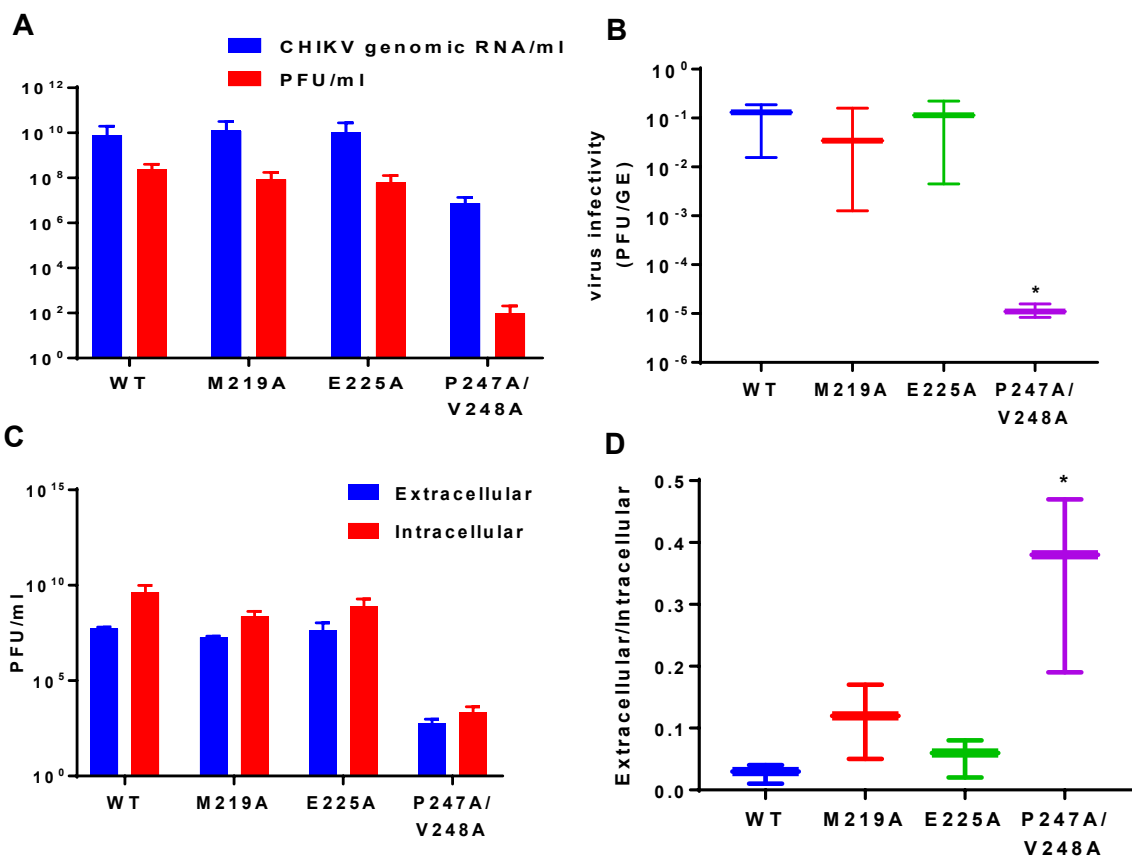 A
CHIKV genomic RNA/ml
PFU/ml
10^12
10^10
10^8
10^6
10^4
10^2
10^0
WT
M219A
E225A
P247A/
V248A
B
virus infectivity
(PFU/GE)
10^0
10^-1
10^-2
10^-3
10^-4
10^-5
10^-6
*
WT
M219A
E225A
P247A/
V248A
C
Extracellular
Intracellular
PFU/ml
10^15
10^10
10^5
10^0
WT
M219A
E225A
P247A/
V248A
D
Extracellular/Intracellular
0.5
0.4
0.3
0.2
0.1
0.0
*
WT
M219A
E225A
P247A/
V248A